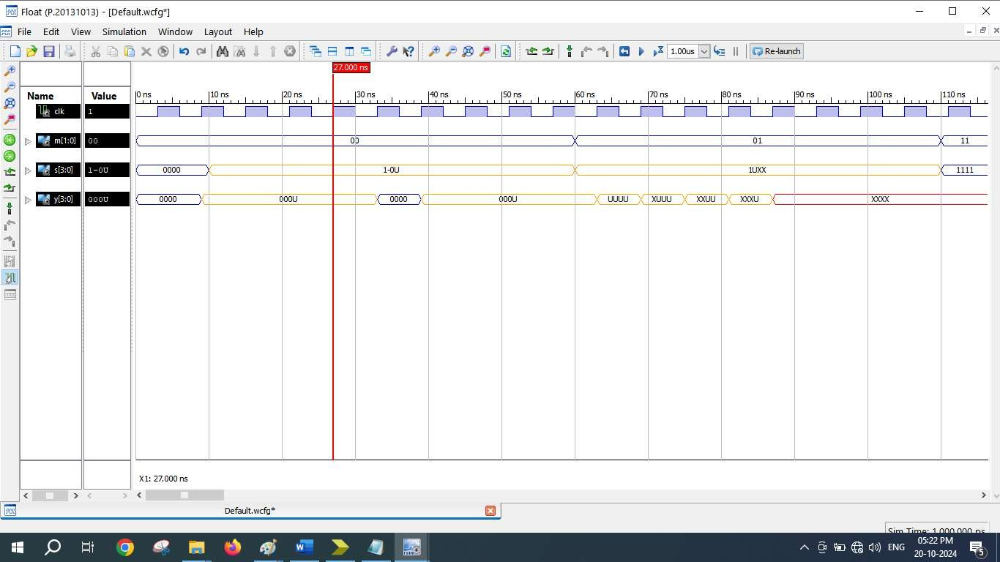 Float (P.20131013) - [Default.wcfg*]
File Edit View Simulation Window Layout Help
1.00us Re-launch
27.000 ns
Name Value
0 ns 10 ns 20 ns 30 ns 40 ns 50 ns 60 ns 70 ns 80 ns 90 ns 100 ns 110 ns
clk 1
m[1:0] 00 00 01 11
s[3:0] 1-0U 0000 1-0U 1UXX 1111
y[3:0] 000U 0000 000U 0000 000U UUUU XUUU XXUU XXXU XXXX
X1: 27.000 ns
Default.wcfg*
Sim Time: 1,000,000 ps
ENG 05:22 PM
20-10-2024
5